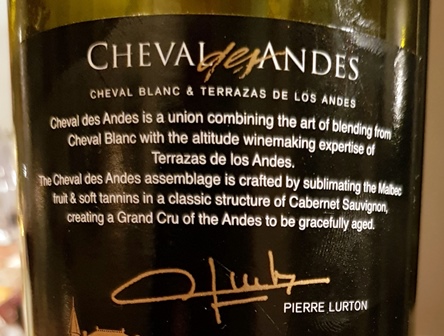 CHEVAL des ANDES
CHEVAL BLANC & TERRAZAS DE LOS ANDES
Cheval des Andes is a union combining the art of blending from
Cheval Blanc with the altitude winemaking expertise of
Terrazas de los Andes.
The Cheval des Andes assemblage is crafted by sublimating the Malbec
fruit & soft tannins in a classic structure of Cabernet Sauvignon,
creating a Grand Cru of the Andes to be gracefully aged.
PIERRE LURTON